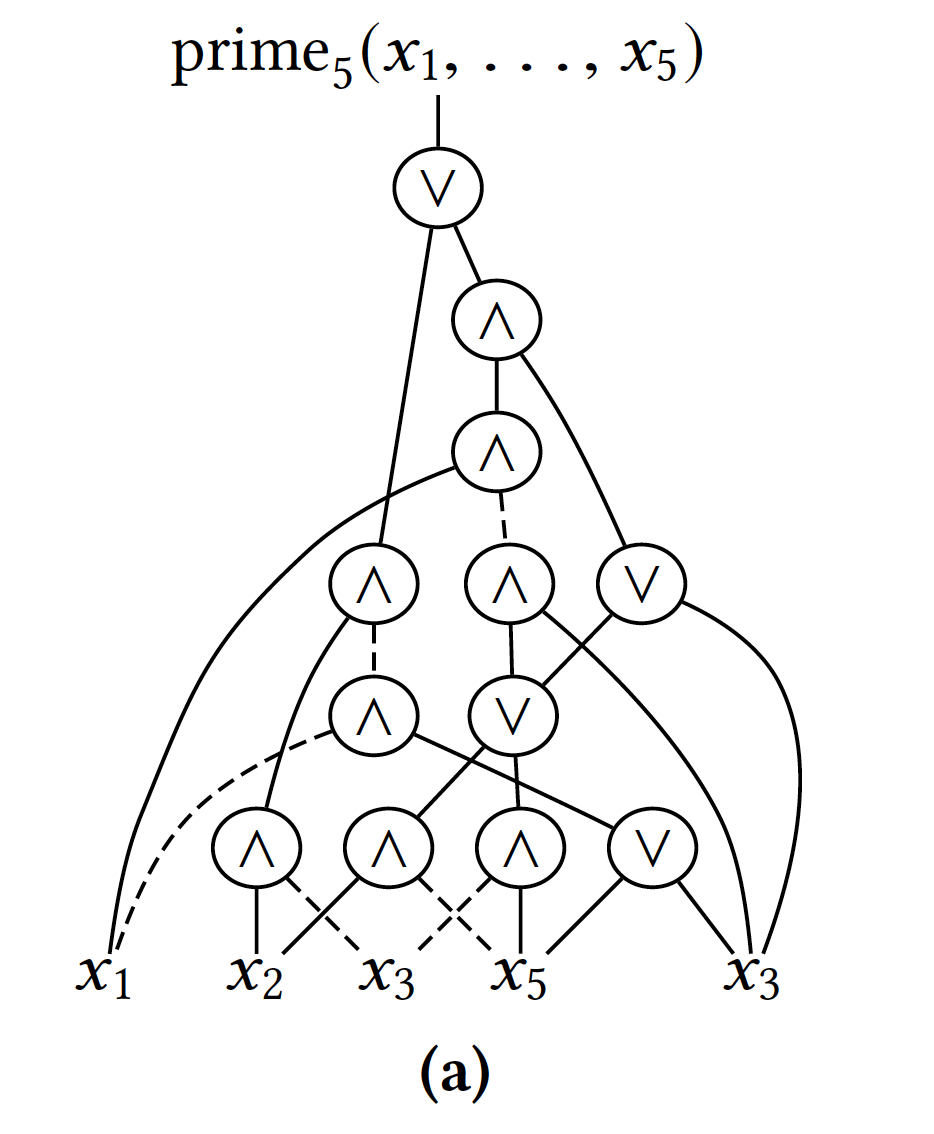 prime₅(x₁, . . . , x₅)
∨
∧
∧
∧ ∧ ∨
∧ ∨
∧ ∧ ∧ ∨
x₁ x₂ x₃ x₅ x₃
(a)